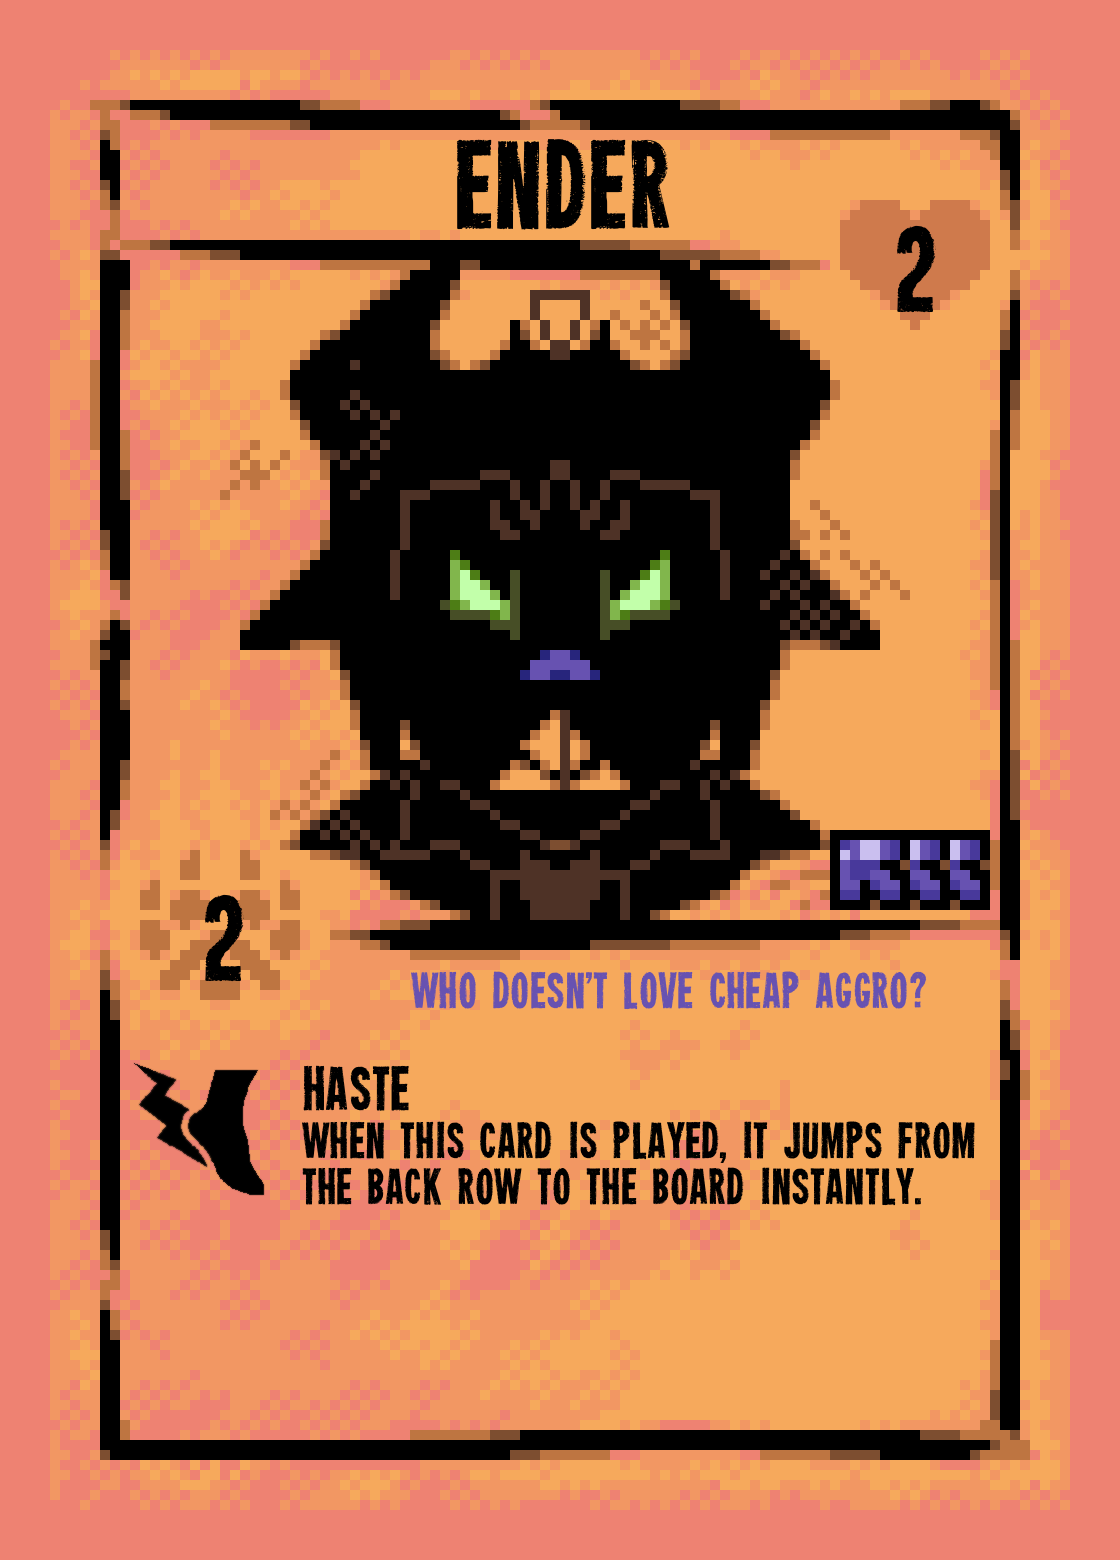 ENDER
2
2
WHO DOESN'T LOVE CHEAP AGGRO?
HASTE
WHEN THIS CARD IS PLAYED, IT JUMPS FROM
THE BACK ROW TO THE BOARD INSTANTLY.